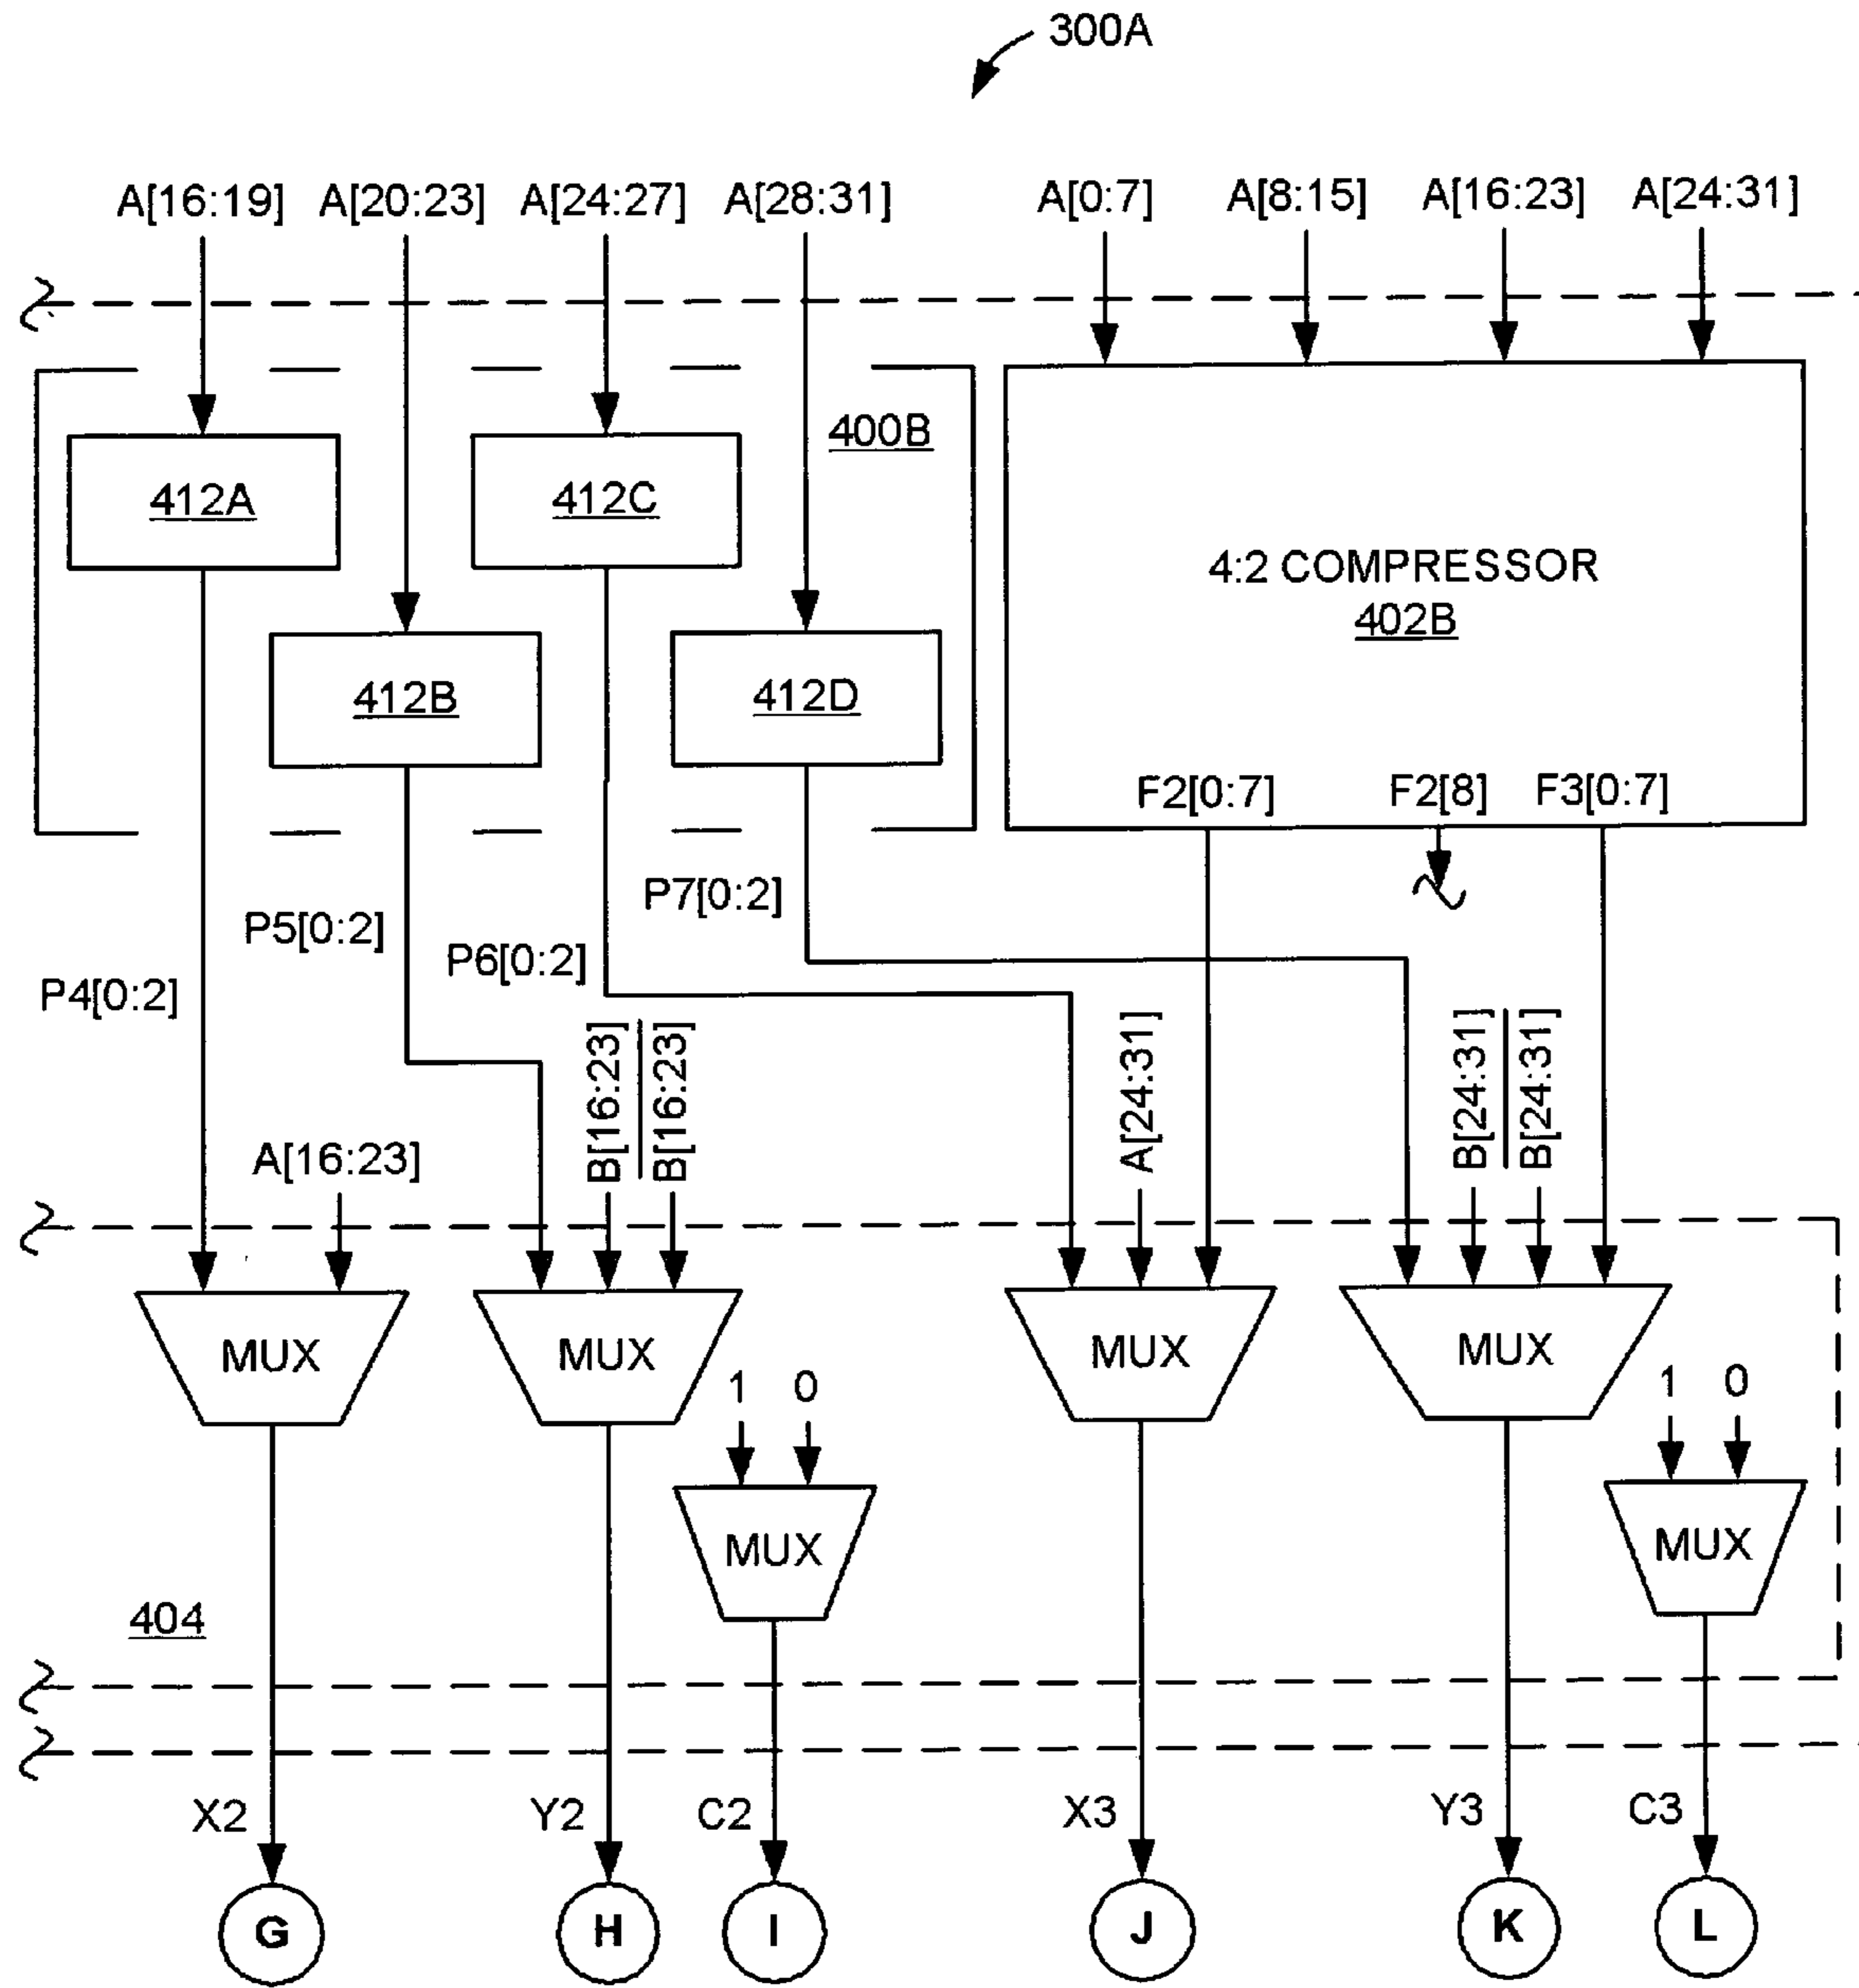 300A
A[16:19] A[20:23] A[24:27] A[28:31] A[0:7] A[8:15] A[16:23] A[24:31]
400B
412A 412C
4:2 COMPRESSOR
402B
412B 412D
F2[0:7] F2[8] F3[0:7]
P7[0:2]
P5[0:2]
P6[0:2]
P4[0:2]
A[16:23]
B[16:23]
B[16:23]
A[24:31]
B[24:31]
B[24:31]
MUX MUX MUX MUX
1 0 1 0
MUX MUX
404
X2 Y2 C2 X3 Y3 C3
G H I J K L